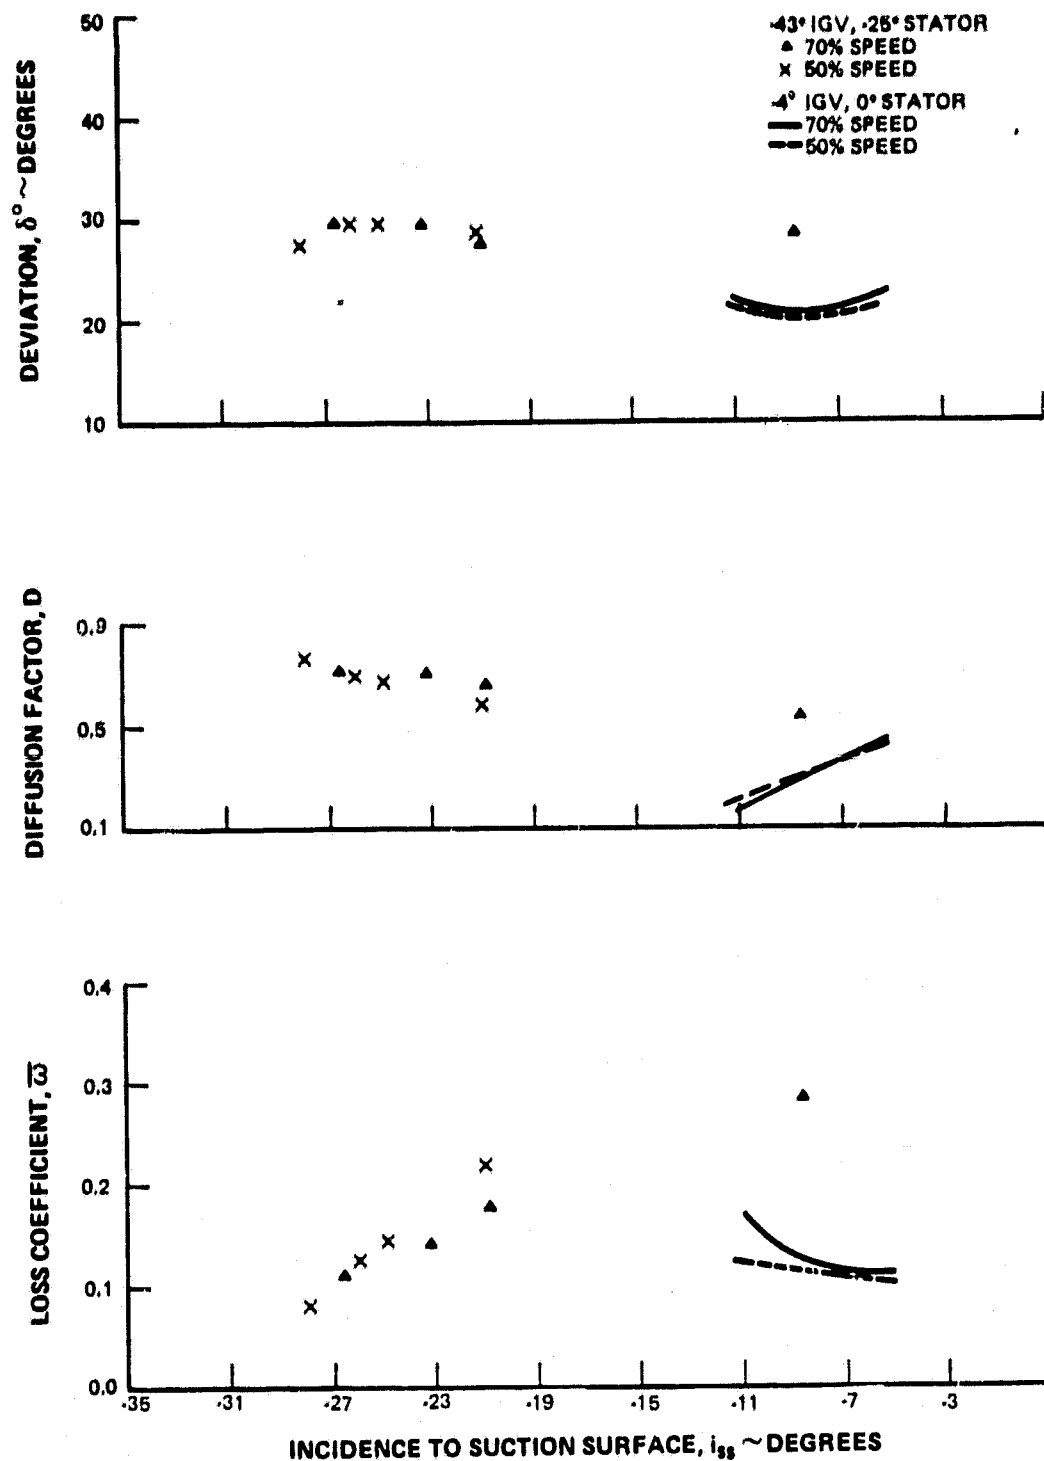 -43° IGV, -25° STATOR
▲ 70% SPEED
× 50% SPEED
-4° IGV, 0° STATOR
70% SPEED
50% SPEED
DEVIATION, δ° ~ DEGREES
50
40
30
20
10
DIFFUSION FACTOR, D
0.9
0.5
0.1
LOSS COEFFICIENT, ω̅
0.4
0.3
0.2
0.1
0.0
-35 -31 -27 -23 -19 -15 -11 -7 -3
INCIDENCE TO SUCTION SURFACE, iss ~ DEGREES